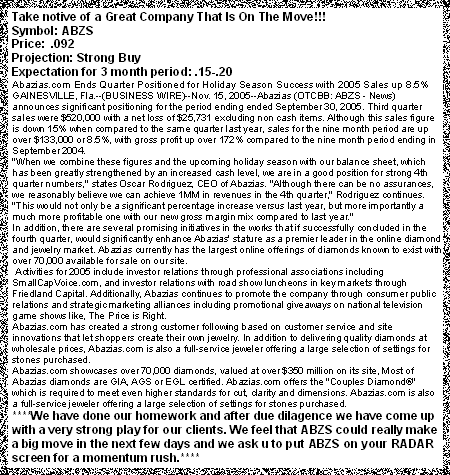 Take notive of a Great Company That Is On The Move!!!
Symbol: ABZS
Price: .092
Projection: Strong Buy
Expectation for 3 month period: .15-.20
Abazias.com Ends Quarter Positioned for Holiday Season Success with 2005 Sales up 8.5%
GAINESVILLE, Fla.--(BUSINESS WIRE)--Nov. 15, 2005--Abazias (OTCBB: ABZS - News)
announces significant positioning for the period ending ended September 30, 2005. Third quarter
sales were $520,000 with a net loss of $25,731 excluding non cash items. Although this sales figure
is down 15% when compared to the same quarter last year, sales for the nine month period are up
over $133,000 or 8.5%, with gross profit up over 172% compared to the nine month period ending in
September 2004.
"When we combine these figures and the upcoming holiday season with our balance sheet, which
has been greatly strengthened by an increased cash level, we are in a good position for strong 4th
quarter numbers," states Oscar Rodriguez, CEO of Abazias. "Although there can be no assurances,
we reasonably believe we can achieve 1MM in revenues in the 4th quarter," Rodriguez continues.
"This would not only be a significant percentage increase versus last year, but more importantly a
much more profitable one with our new gross margin mix compared to last year."
In addition, there are several promising initiatives in the works that if successfully concluded in the
fourth quarter, would significantly enhance Abazias' stature as a premier leader in the online diamond
and jewelry market. Abazias currently has the largest online offerings of diamonds known to exist with
over 70,000 available for sale on our site.
Activities for 2005 include investor relations through professional associations including
SmallCapVoice.com, and investor relations with road show luncheons in key markets through
Friedland Capital. Additionally, Abazias continues to promote the company through consumer public
relations and strategic marketing alliances including promotional giveaways on national television
game shows like, The Price is Right.
Abazias.com has created a strong customer following based on customer service and site
innovations that let shoppers create their own jewelry. In addition to delivering quality diamonds at
wholesale prices, Abazias.com is also a full-service jeweler offering a large selection of settings for
stones purchased.
Abazias.com showcases over 70,000 diamonds, valued at over $350 million on its site, Most of
Abazias diamonds are GIA, AGS or EGL certified. Abazias.com offers the "Couples Diamond®"
which is required to meet even higher standards for cut, clarity and dimensions. Abazias.com is also
a full-service jeweler offering a large selection of settings for stones purchased.
****We have done our homework and after due dilagence we have come up
with a very strong play for our clients. We feel that ABZS could really make
a big move in the next few days and we ask u to put ABZS on your RADAR
screen for a momentum rush.****